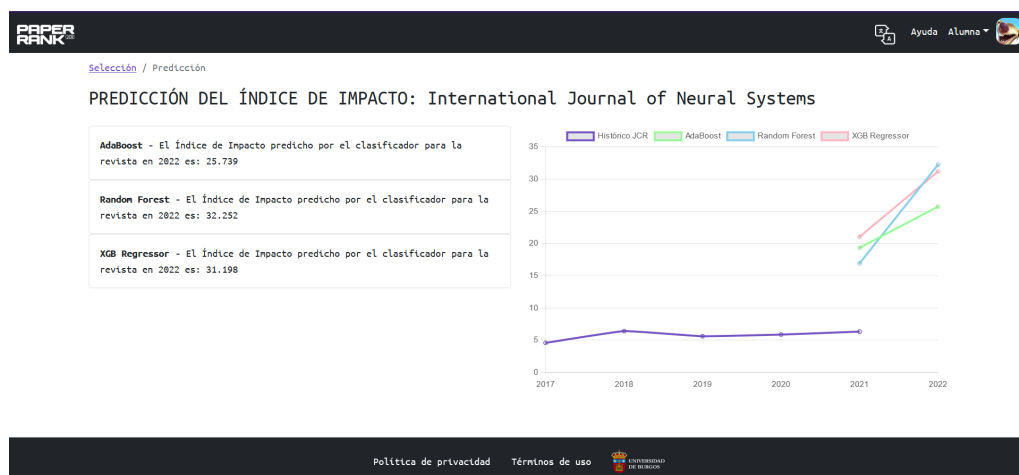 PAPER
RANK
Ayuda Alumna
Selección / Predicción
PREDICCIÓN DEL ÍNDICE DE IMPACTO: International Journal of Neural Systems
AdaBoost - El Índice de Impacto predicho por el clasificador para la
revista en 2022 es: 25.739
Random Forest - El Índice de Impacto predicho por el clasificador para la
revista en 2022 es: 32.252
XGB Regressor - El Índice de Impacto predicho por el clasificador para la
revista en 2022 es: 31.198
Histórico JCR AdaBoost Random Forest XGB Regressor
35
30
25
20
15
10
5
0
2017 2018 2019 2020 2021 2022
Política de privacidad Términos de uso UNIVERSIDAD
DE BURGOS